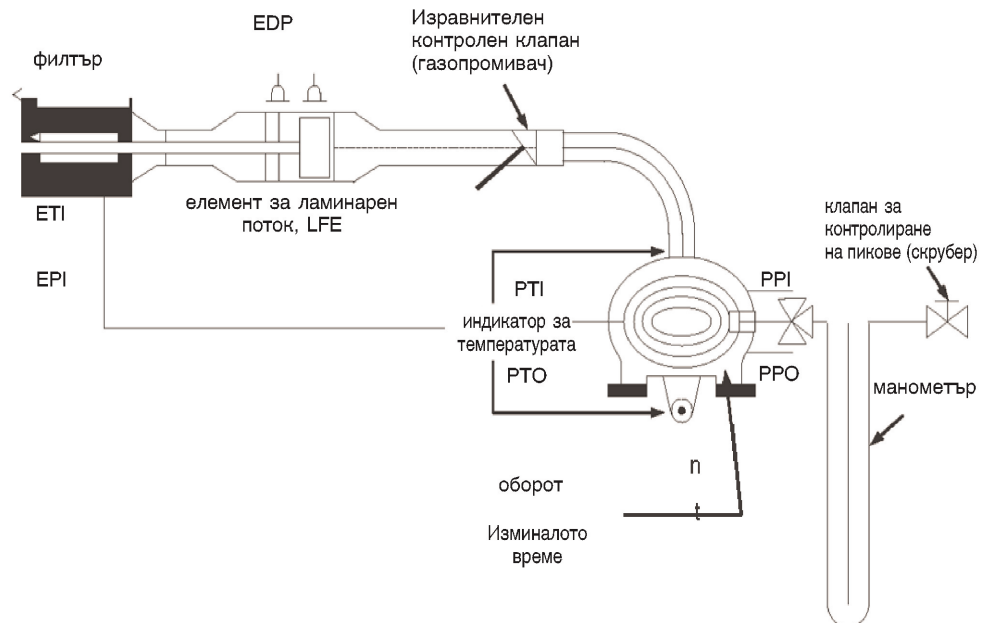 EDP
Изравнителен
контролен клапан
(газопромивач)
филтър
елемент за ламинарен
поток, LFE
ETI
EPI
клапан за
контролиране
на пикове (скрубер)
PTI
PPI
индикатор за
температурата
PTO
PPO
манометър
n
оборот
t
Изминалото
време